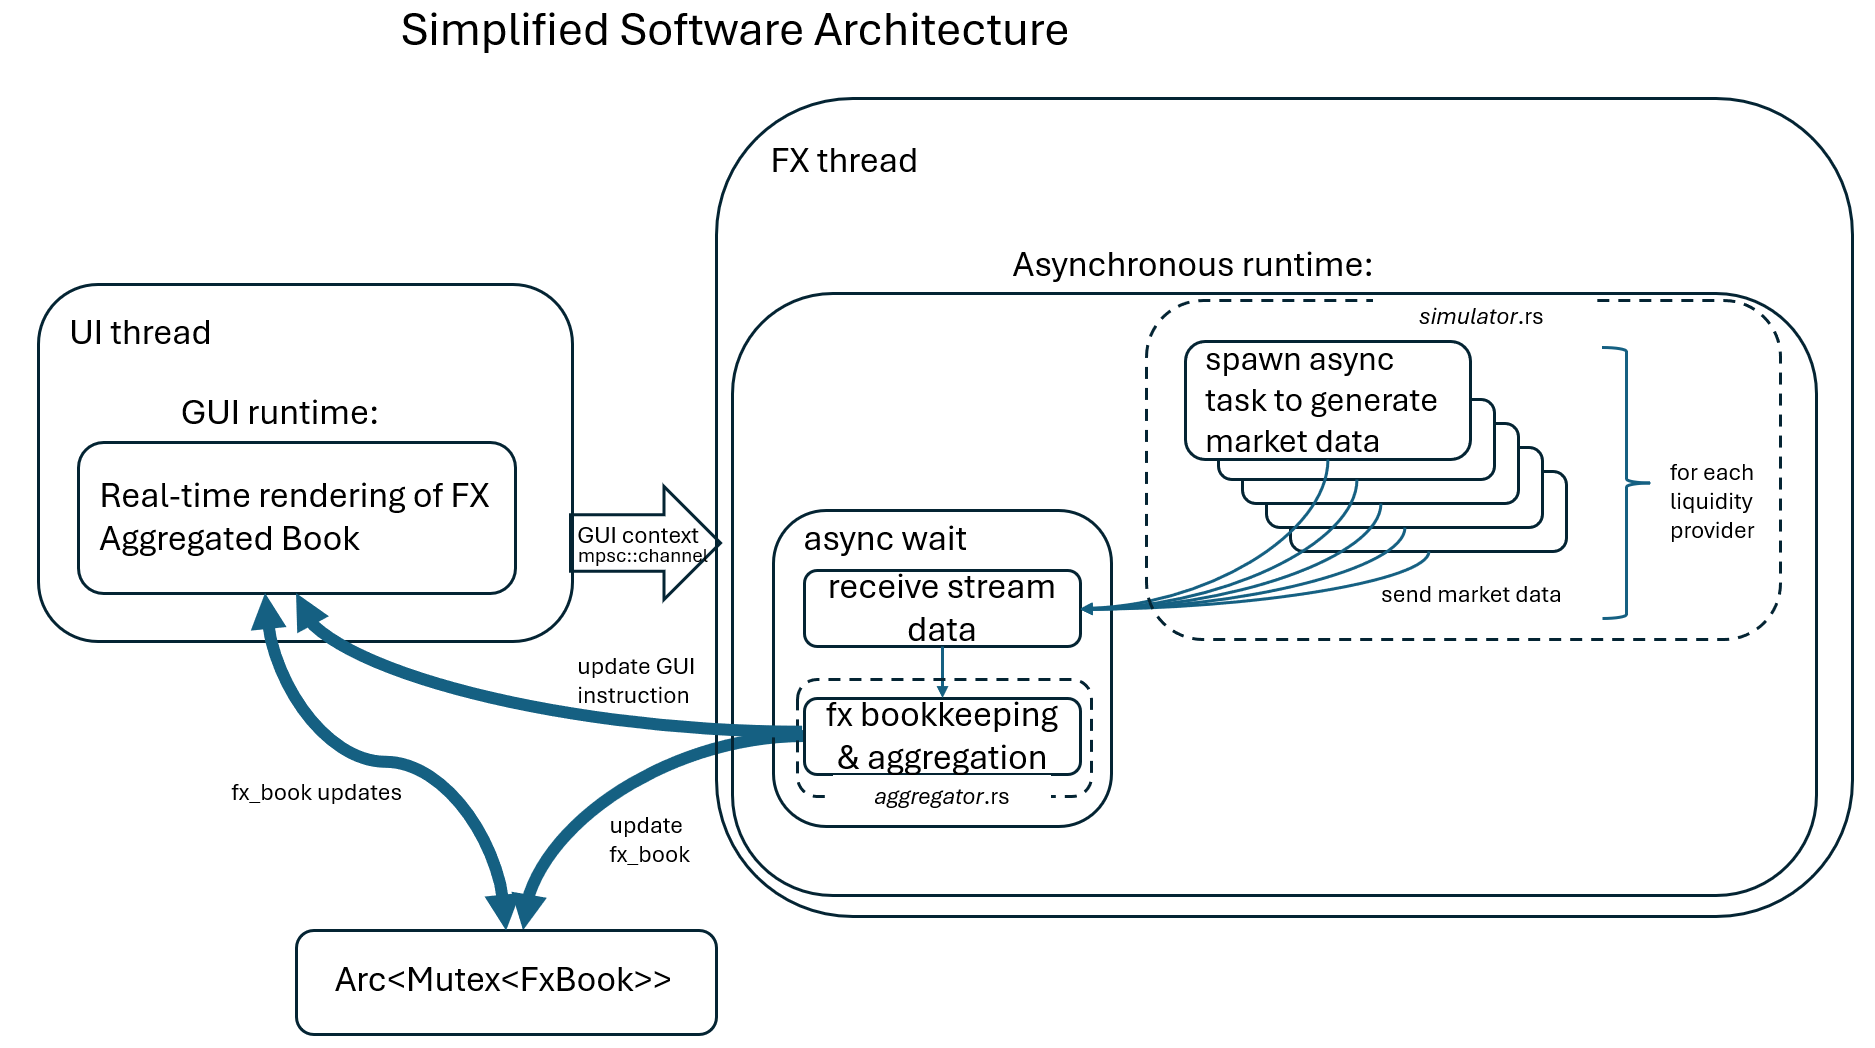 Simplified Software Architecture
FX thread
Asynchronous runtime:
simulator.rs
spawn async
task to generate
market data
for each
liquidity
provider
send market data
UI thread
GUI runtime:
Real-time rendering of FX
Aggregated Book
GUI context
mpsc::channel
async wait
receive stream
data
fx bookkeeping
& aggregation
aggregator.rs
update GUI
instruction
fx_book updates
update
fx_book
Arc<Mutex<FxBook>>